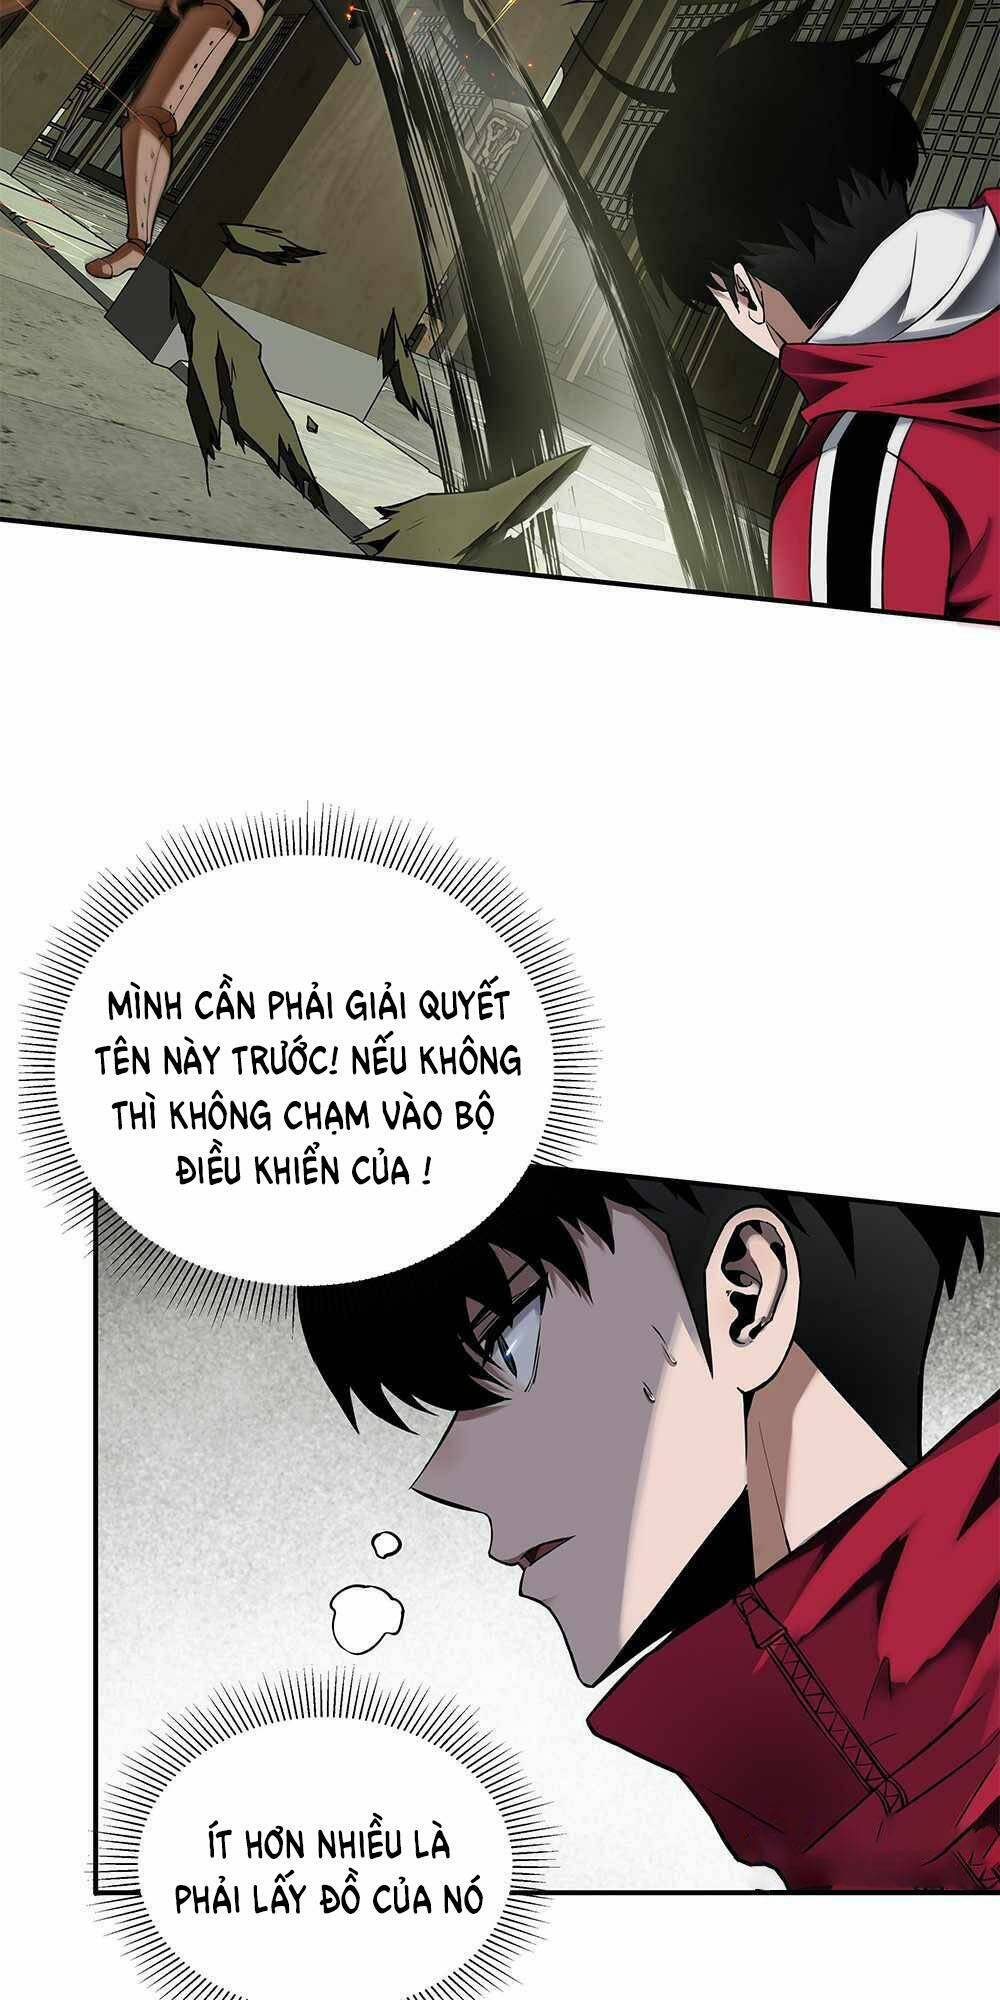 MÌNH CẦN PHẢI GIẢI QUYẾT
TÊN NÀY TRƯỚC! NẾU KHÔNG
THÌ KHÔNG CHẠM VÀO BỘ
ĐIỀU KHIỂN CỦA !
ÍT HƠN NHIỀU LÀ
PHẢI LẤY ĐỒ CỦA NÓ